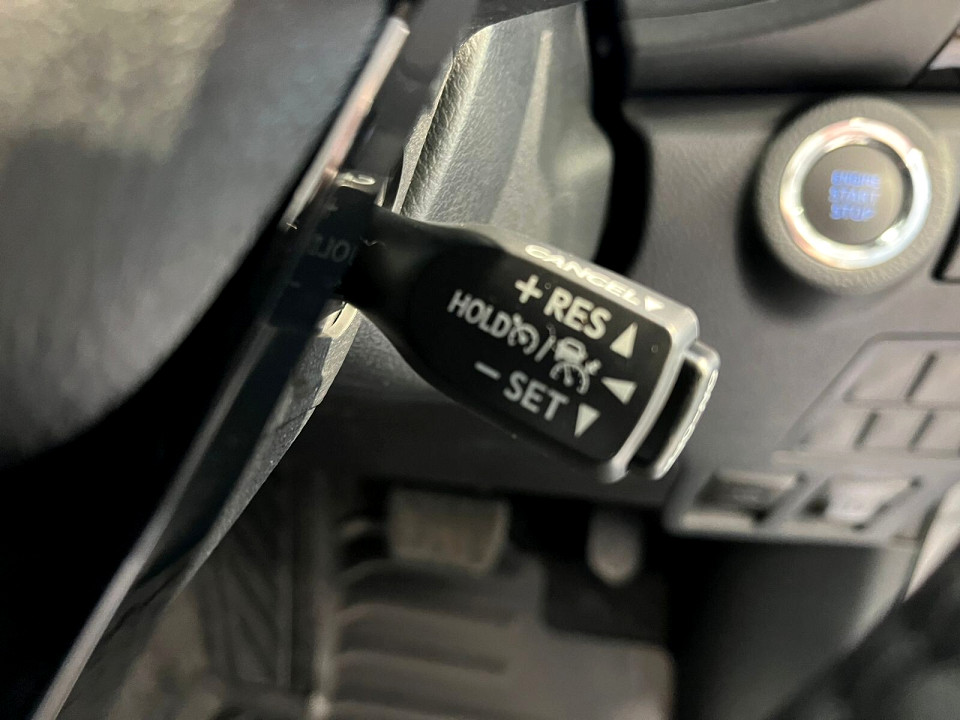 CANCEL
+ RES
HOLD /
− SET
ENGINE
START
STOP